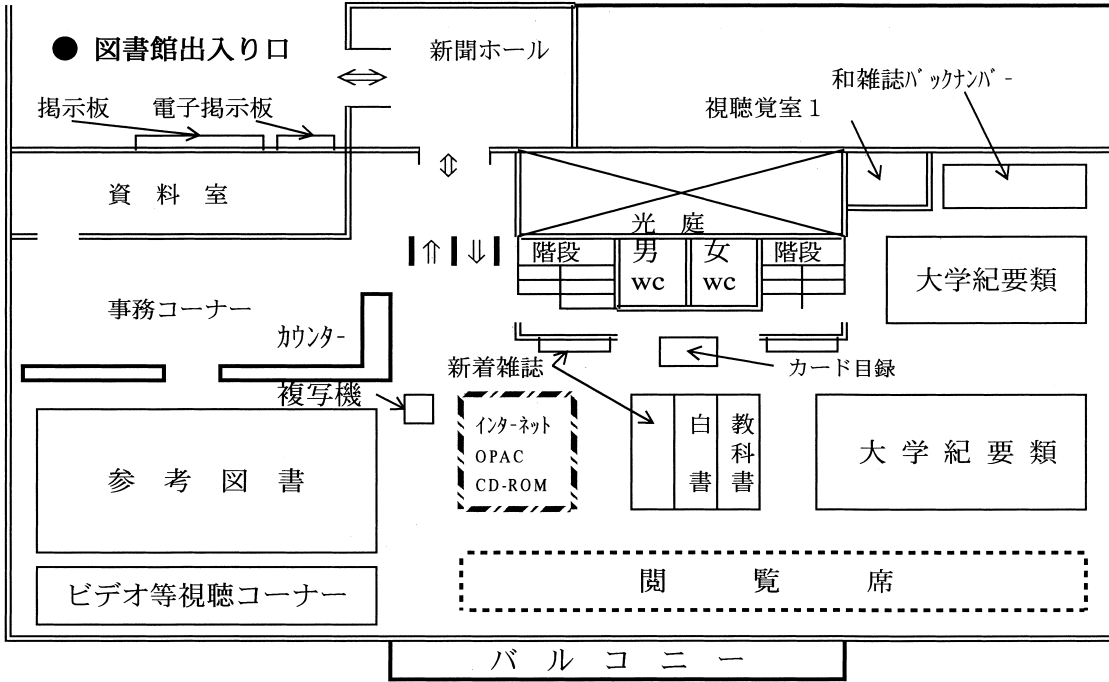 ● 図書館出入り口
新聞ホール
和雑誌ﾊﾞｯｸﾅﾝﾊﾞｰ
掲示板
電子掲示板
視聴覚室１
資料室
光庭
階段
男
wc
女
wc
階段
大学紀要類
事務コーナー
ｶｳﾝﾀｰ
新着雑誌
カード目録
複写機
ｲﾝﾀｰﾈｯﾄ
OPAC
CD-ROM
白書
教科書
大学紀要類
参考図書
閲覧席
ビデオ等視聴コーナー
バルコニー